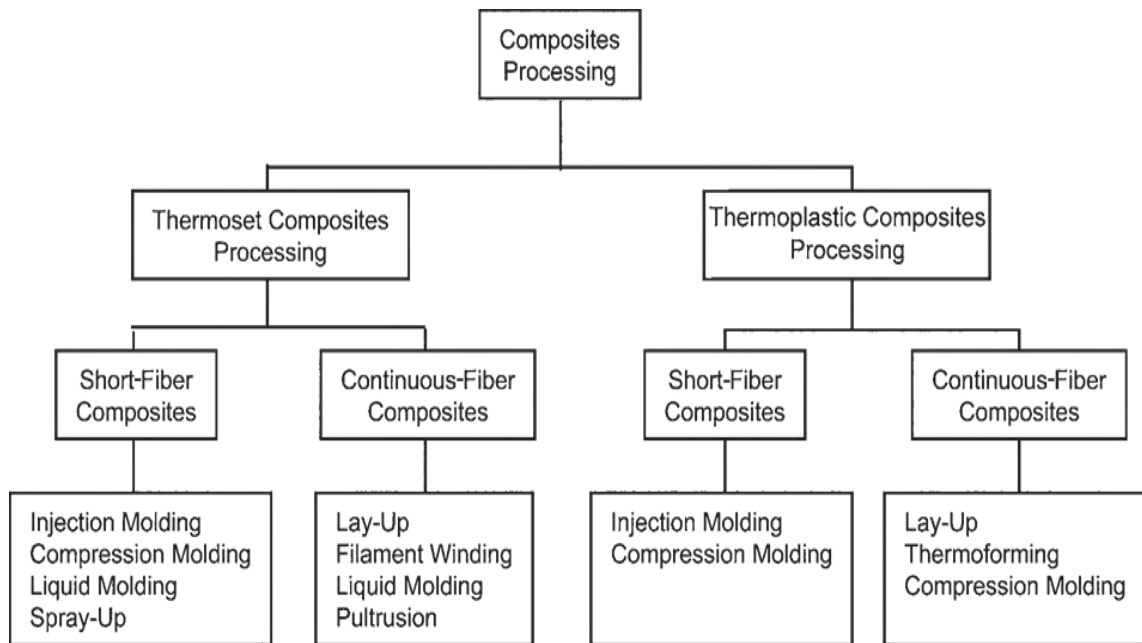 Composites
Processing
Thermoset Composites
Processing
Thermoplastic Composites
Processing
Short-Fiber
Composites
Continuous-Fiber
Composites
Short-Fiber
Composites
Continuous-Fiber
Composites
Injection Molding
Compression Molding
Liquid Molding
Spray-Up
Lay-Up
Filament Winding
Liquid Molding
Pultrusion
Injection Molding
Compression Molding
Lay-Up
Thermoforming
Compression Molding